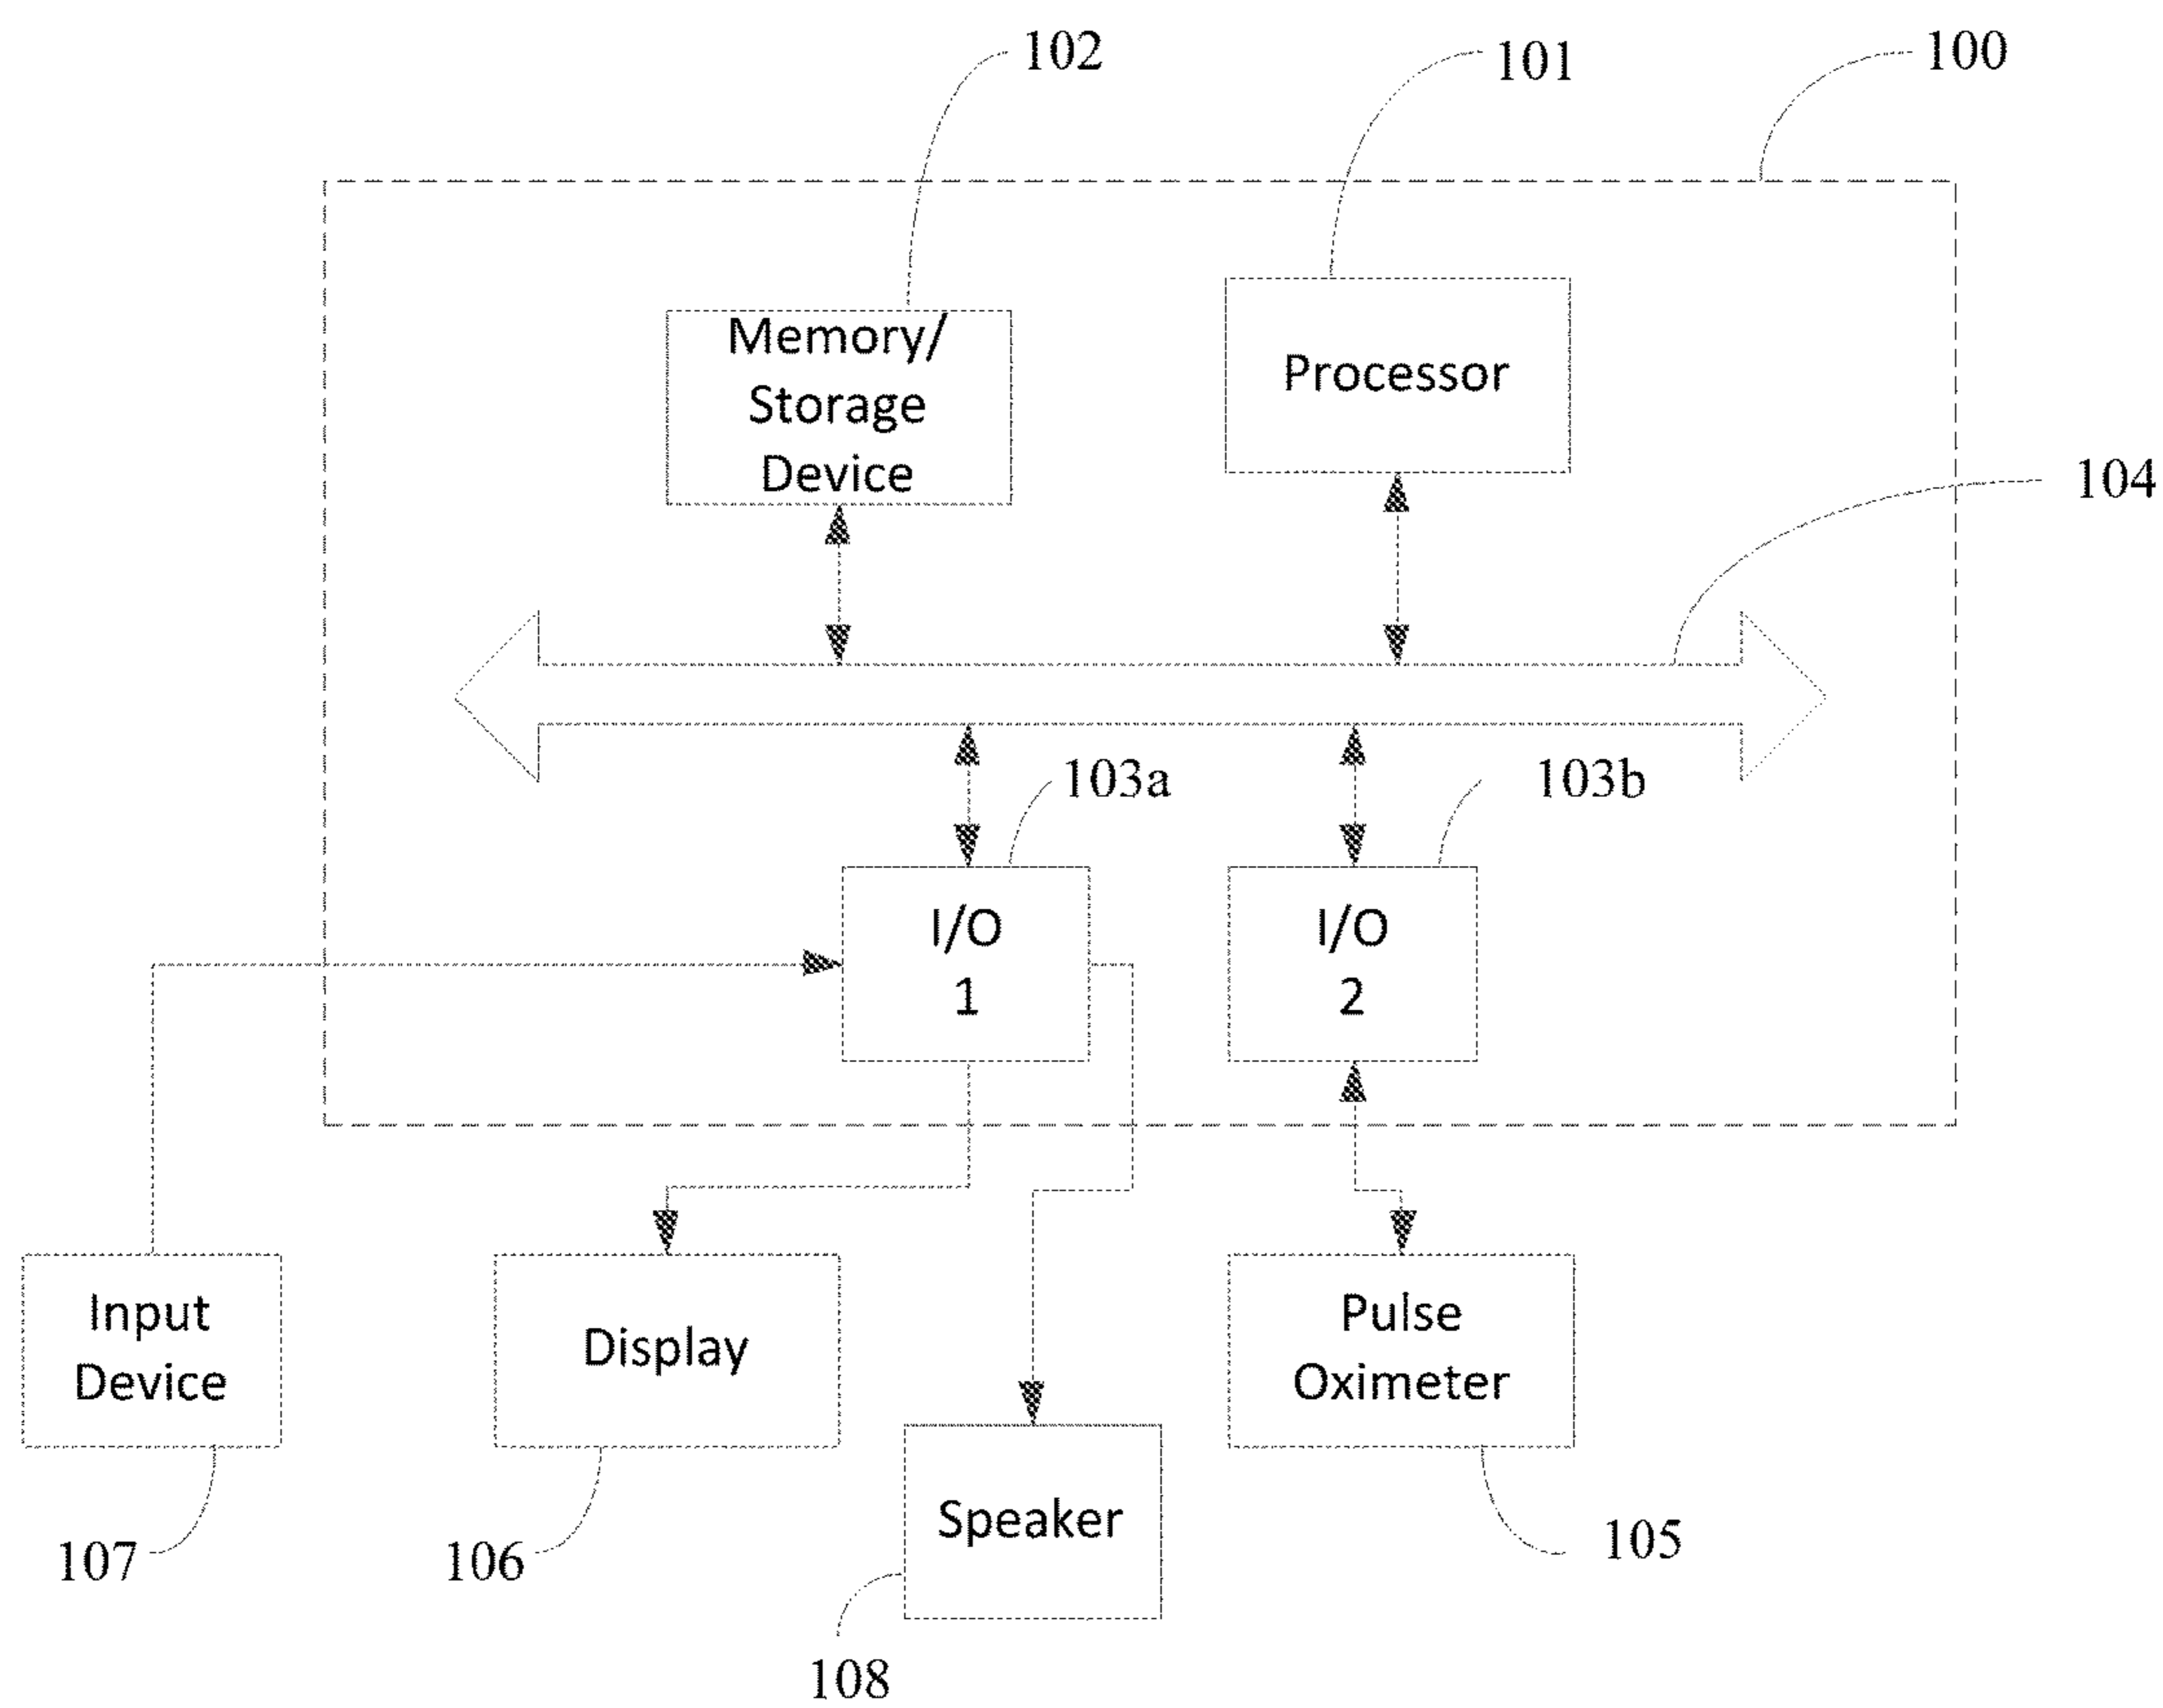 102
101
100
Memory/
Storage
Device
Processor
104
103a
103b
I/O
1
I/O
2
Input
Device
Display
Pulse
Oximeter
Speaker
107
106
105
108